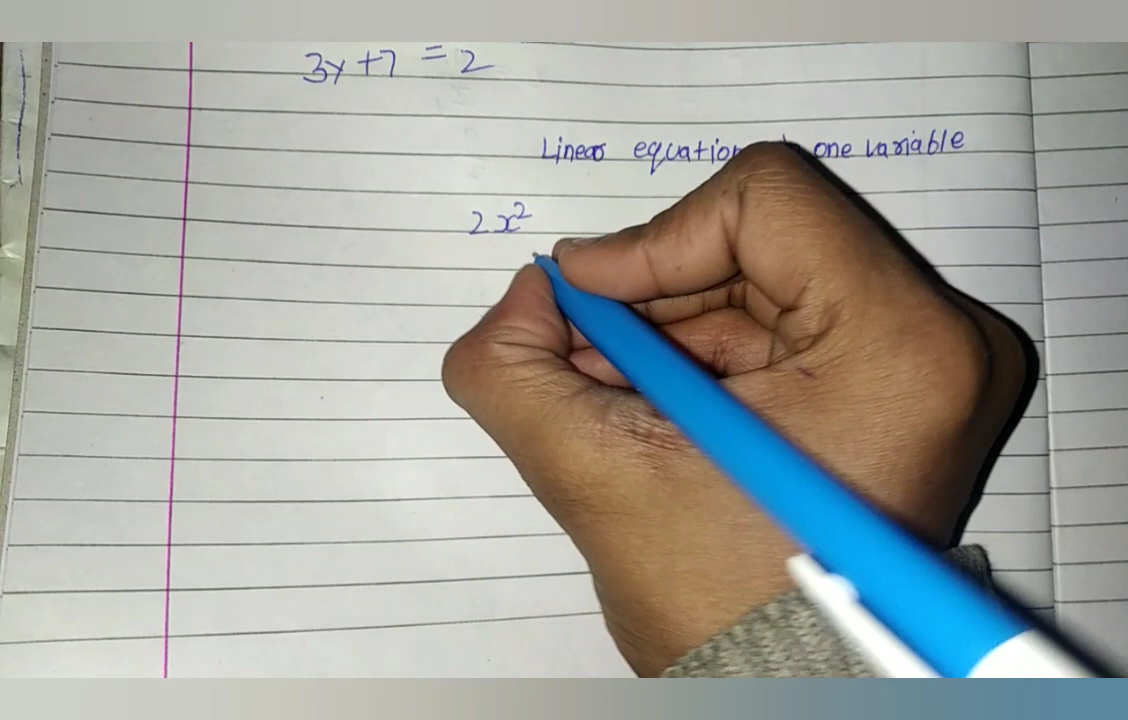 3y+7 = 2
Linear equation one variable
2x²